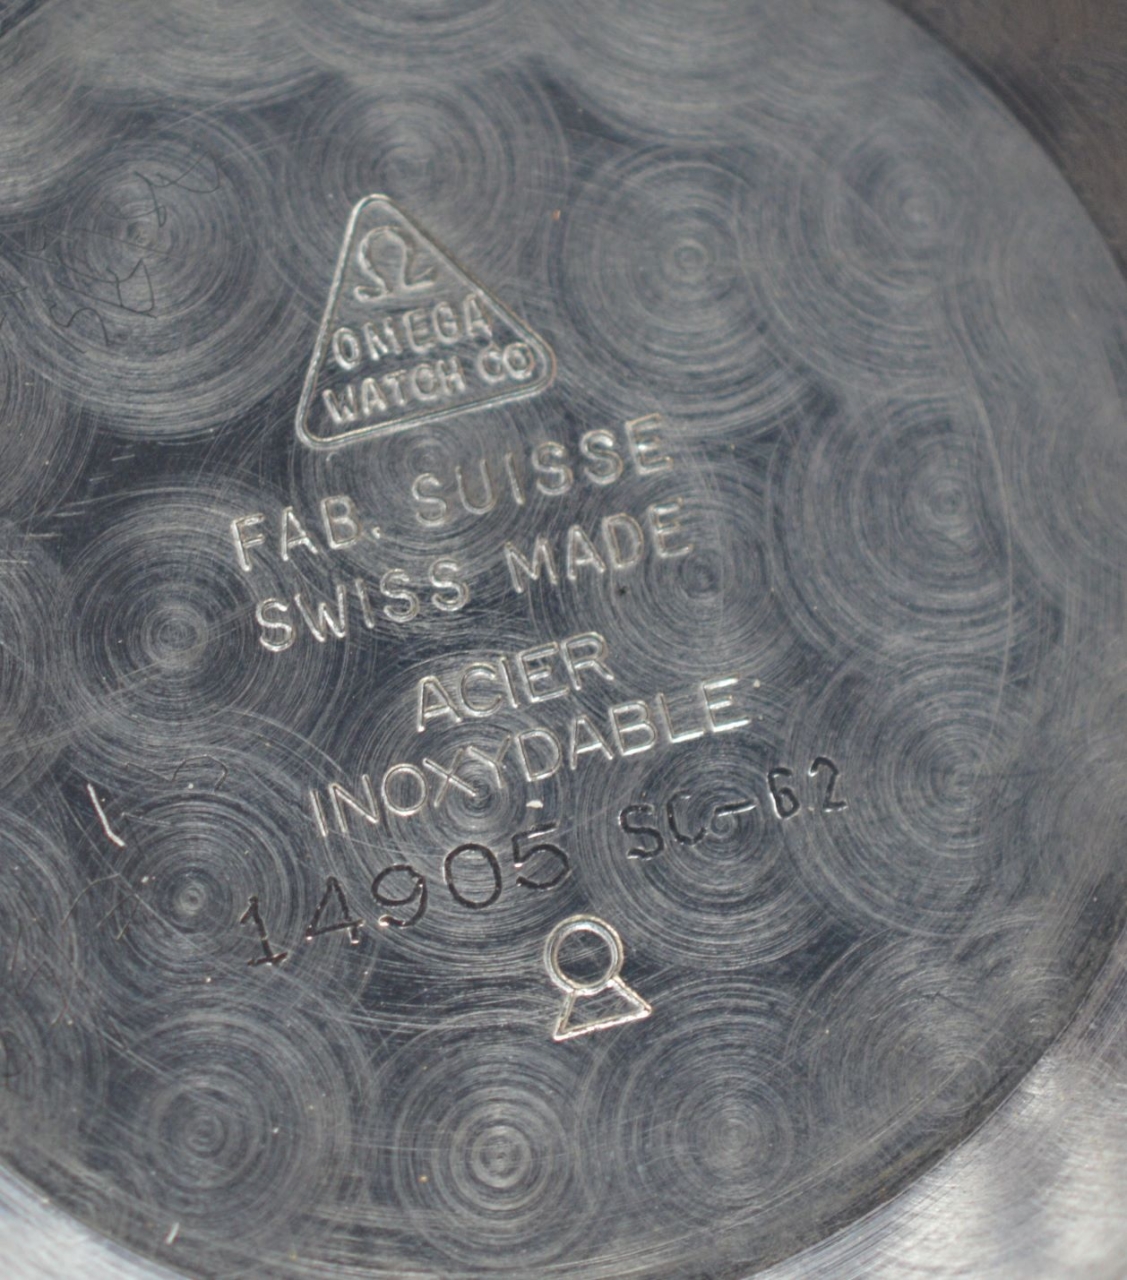 Ω
OMEGA
WATCH CO
FAB. SUISSE
SWISS MADE
ACIER
INOXYDABLE
14905 SC-62